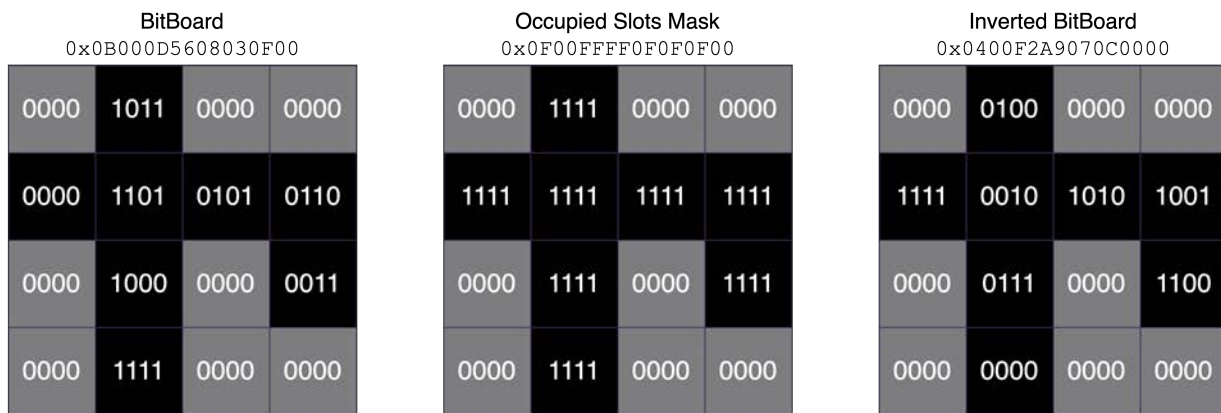 BitBoard
0x0B000D5608030F00
0000 1011 0000 0000
0000 1101 0101 0110
0000 1000 0000 0011
0000 1111 0000 0000
Occupied Slots Mask
0x0F00FFFF0F0F0F00
0000 1111 0000 0000
1111 1111 1111 1111
0000 1111 0000 1111
0000 1111 0000 0000
Inverted BitBoard
0x0400F2A9070C0000
0000 0100 0000 0000
1111 0010 1010 1001
0000 0111 0000 1100
0000 0000 0000 0000